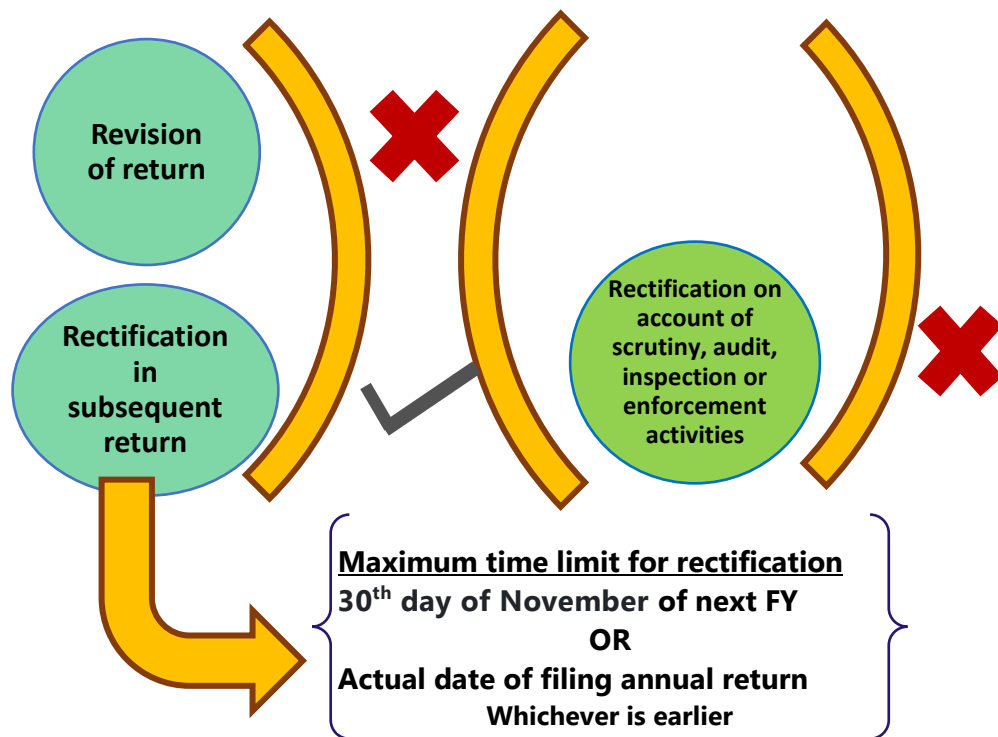 Revision
of return
Rectification
in
subsequent
return
Rectification on
account of
scrutiny, audit,
inspection or
enforcement
activities
Maximum time limit for rectification
30th day of November of next FY
OR
Actual date of filing annual return
Whichever is earlier